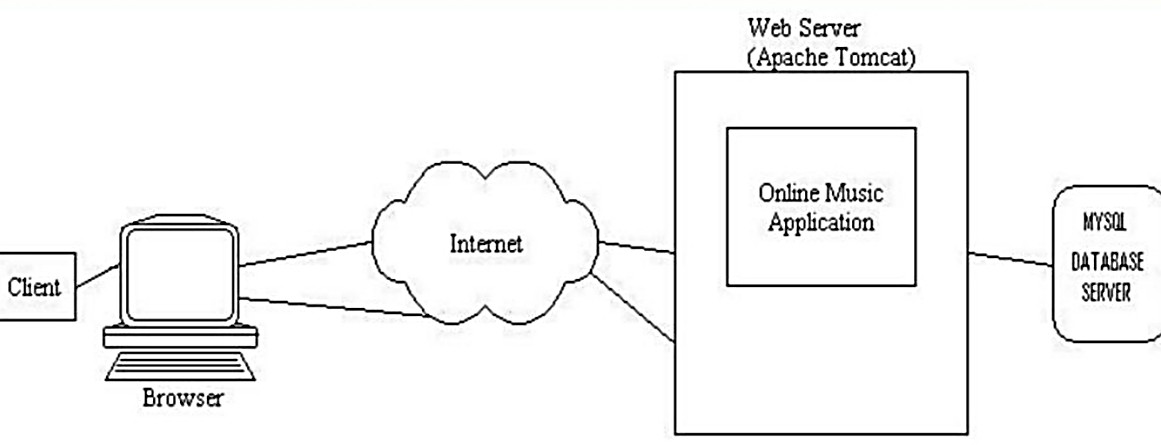 Web Server
(Apache Tomcat)
Online Music
Application
Internet
Client
Browser
MYSQL
DATABASE
SERVER